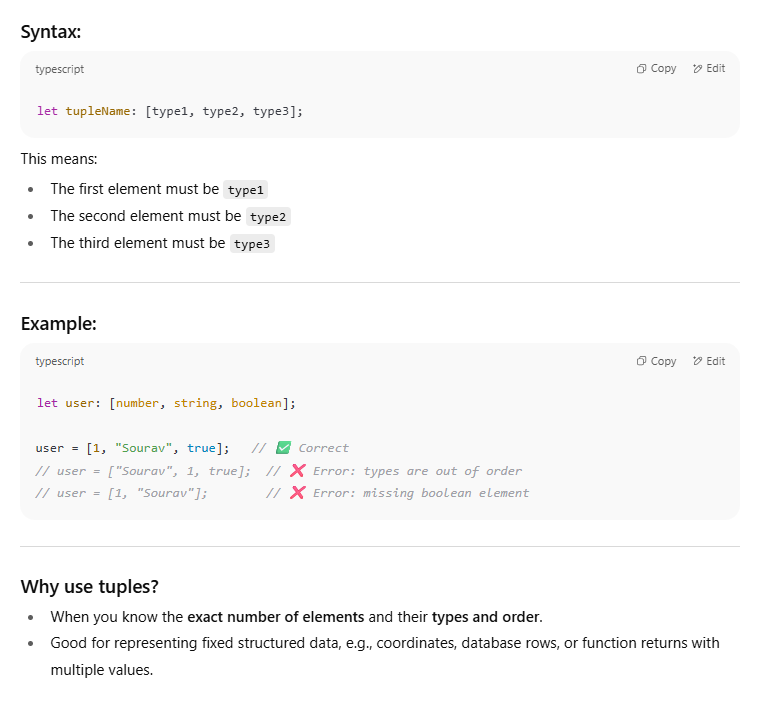 Syntax:
typescript Copy Edit
let tupleName: [type1, type2, type3];
This means:
• The first element must be type1
• The second element must be type2
• The third element must be type3
Example:
typescript Copy Edit
let user: [number, string, boolean];
user = [1, "Sourav", true];   // ✅ Correct
// user = ["Sourav", 1, true];  // ❌ Error: types are out of order
// user = [1, "Sourav"];        // ❌ Error: missing boolean element
Why use tuples?
• When you know the exact number of elements and their types and order.
• Good for representing fixed structured data, e.g., coordinates, database rows, or function returns with
multiple values.